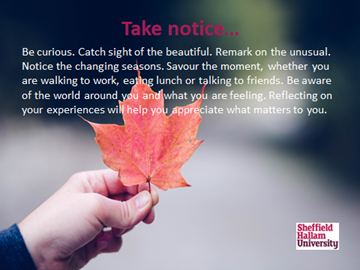 Take notice...
Be curious. Catch sight of the beautiful. Remark on the unusual.
Notice the changing seasons. Savour the moment, whether you
are walking to work, eating lunch or talking to friends. Be aware
of the world around you and what you are feeling. Reflecting on
your experiences will help you appreciate what matters to you.
Sheffield
Hallam
University